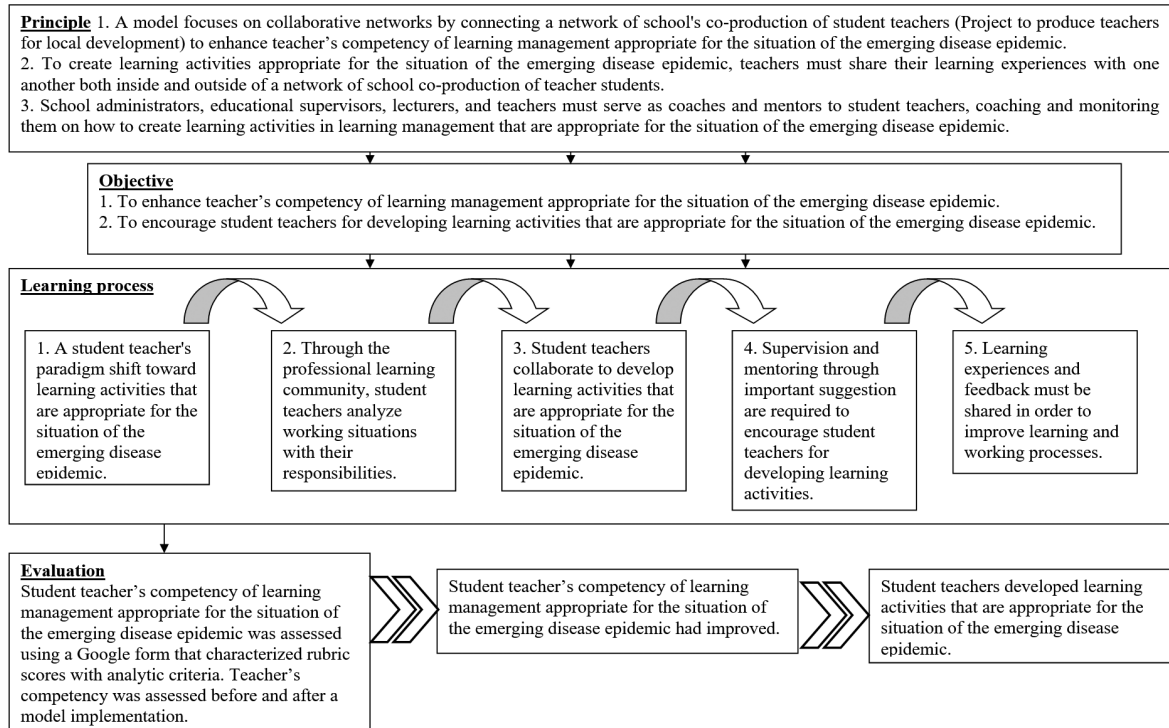 Principle 1. A model focuses on collaborative networks by connecting a network of school's co-production of student teachers (Project to produce teachers
for local development) to enhance teacher's competency of learning management appropriate for the situation of the emerging disease epidemic.
2. To create learning activities appropriate for the situation of the emerging disease epidemic, teachers must share their learning experiences with one
another both inside and outside of a network of school co-production of teacher students.
3. School administrators, educational supervisors, lecturers, and teachers must serve as coaches and mentors to student teachers, coaching and monitoring
them on how to create learning activities in learning management that are appropriate for the situation of the emerging disease epidemic.
Objective
1. To enhance teacher's competency of learning management appropriate for the situation of the emerging disease epidemic.
2. To encourage student teachers for developing learning activities that are appropriate for the situation of the emerging disease epidemic.
Learning process
1. A student teacher's
paradigm shift toward
learning activities that
are appropriate for the
situation of the
emerging disease
epidemic.
2. Through the
professional learning
community, student
teachers analyze
working situations
with their
responsibilities.
3. Student teachers
collaborate to develop
learning activities that
are appropriate for the
situation of the
emerging disease
epidemic.
4. Supervision and
mentoring through
important suggestion
are required to
encourage student
teachers for
developing learning
activities.
5. Learning
experiences and
feedback must be
shared in order to
improve learning and
working processes.
Evaluation
Student teacher's competency of learning
management appropriate for the situation of
the emerging disease epidemic was assessed
using a Google form that characterized rubric
scores with analytic criteria. Teacher's
competency was assessed before and after a
model implementation.
Student teacher's competency of learning
management appropriate for the situation of
the emerging disease epidemic had improved.
Student teachers developed learning
activities that are appropriate for the
situation of the emerging disease
epidemic.